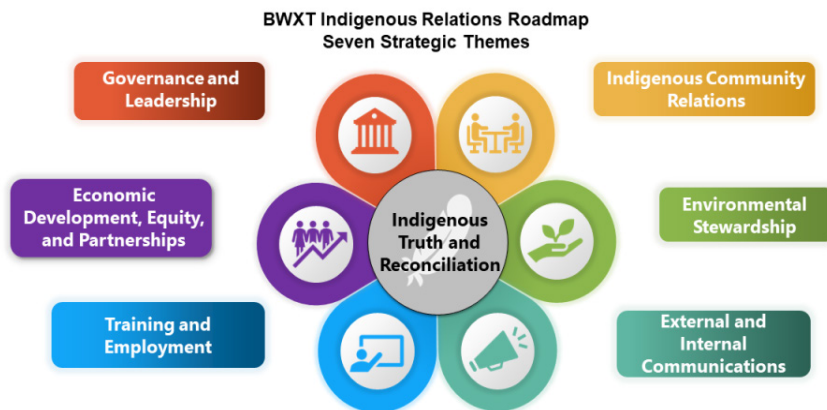 BWXT Indigenous Relations Roadmap
Seven Strategic Themes
Governance and
Leadership
Indigenous Community
Relations
Economic
Development, Equity,
and Partnerships
Indigenous
Truth and
Reconciliation
Environmental
Stewardship
Training and
Employment
External and
Internal
Communications